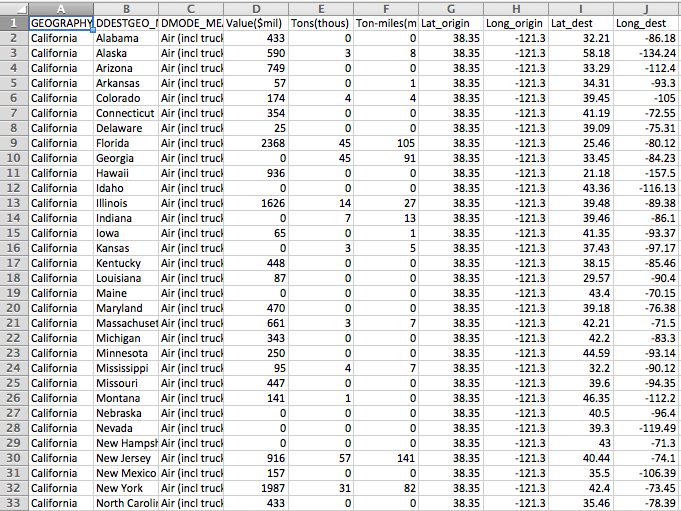 A B C D E F G H I J
1 GEOGRAPHY DDESTGEO_ DMODE_ME Value($mil) Tons(thous) Ton-miles(m Lat_origin Long_origin Lat_dest Long_dest
2 California Alabama Air (incl truck 433 0 0 38.35 -121.3 32.21 -86.18
3 California Alaska Air (incl truck 590 3 8 38.35 -121.3 58.18 -134.24
4 California Arizona Air (incl truck 749 0 0 38.35 -121.3 33.29 -112.4
5 California Arkansas Air (incl truck 57 0 1 38.35 -121.3 34.31 -93.3
6 California Colorado Air (incl truck 174 4 4 38.35 -121.3 39.45 -105
7 California Connecticut Air (incl truck 354 0 0 38.35 -121.3 41.19 -72.55
8 California Delaware Air (incl truck 25 0 0 38.35 -121.3 39.09 -75.31
9 California Florida Air (incl truck 2368 45 105 38.35 -121.3 25.46 -80.12
10 California Georgia Air (incl truck 0 45 91 38.35 -121.3 33.45 -84.23
11 California Hawaii Air (incl truck 936 0 0 38.35 -121.3 21.18 -157.5
12 California Idaho Air (incl truck 0 0 0 38.35 -121.3 43.36 -116.13
13 California Illinois Air (incl truck 1626 14 27 38.35 -121.3 39.48 -89.38
14 California Indiana Air (incl truck 0 7 13 38.35 -121.3 39.46 -86.1
15 California Iowa Air (incl truck 65 0 1 38.35 -121.3 41.35 -93.37
16 California Kansas Air (incl truck 0 3 5 38.35 -121.3 37.43 -97.17
17 California Kentucky Air (incl truck 448 0 0 38.35 -121.3 38.15 -85.46
18 California Louisiana Air (incl truck 87 0 0 38.35 -121.3 29.57 -90.4
19 California Maine Air (incl truck 0 0 0 38.35 -121.3 43.4 -70.15
20 California Maryland Air (incl truck 470 0 0 38.35 -121.3 39.18 -76.38
21 California Massachuset Air (incl truck 661 3 7 38.35 -121.3 42.21 -71.5
22 California Michigan Air (incl truck 343 0 0 38.35 -121.3 42.2 -83.3
23 California Minnesota Air (incl truck 250 0 0 38.35 -121.3 44.59 -93.14
24 California Mississippi Air (incl truck 95 4 7 38.35 -121.3 32.2 -90.12
25 California Missouri Air (incl truck 447 0 0 38.35 -121.3 39.6 -94.35
26 California Montana Air (incl truck 141 1 0 38.35 -121.3 46.35 -112.2
27 California Nebraska Air (incl truck 0 0 0 38.35 -121.3 40.5 -96.4
28 California Nevada Air (incl truck 0 0 0 38.35 -121.3 39.3 -119.49
29 California New Hampsh Air (incl truck 0 0 0 38.35 -121.3 43 -71.3
30 California New Jersey Air (incl truck 916 57 141 38.35 -121.3 40.44 -74.1
31 California New Mexico Air (incl truck 157 0 0 38.35 -121.3 35.5 -106.39
32 California New York Air (incl truck 1987 31 82 38.35 -121.3 42.4 -73.45
33 California North Carolin Air (incl truck 433 0 0 38.35 -121.3 35.46 -78.39